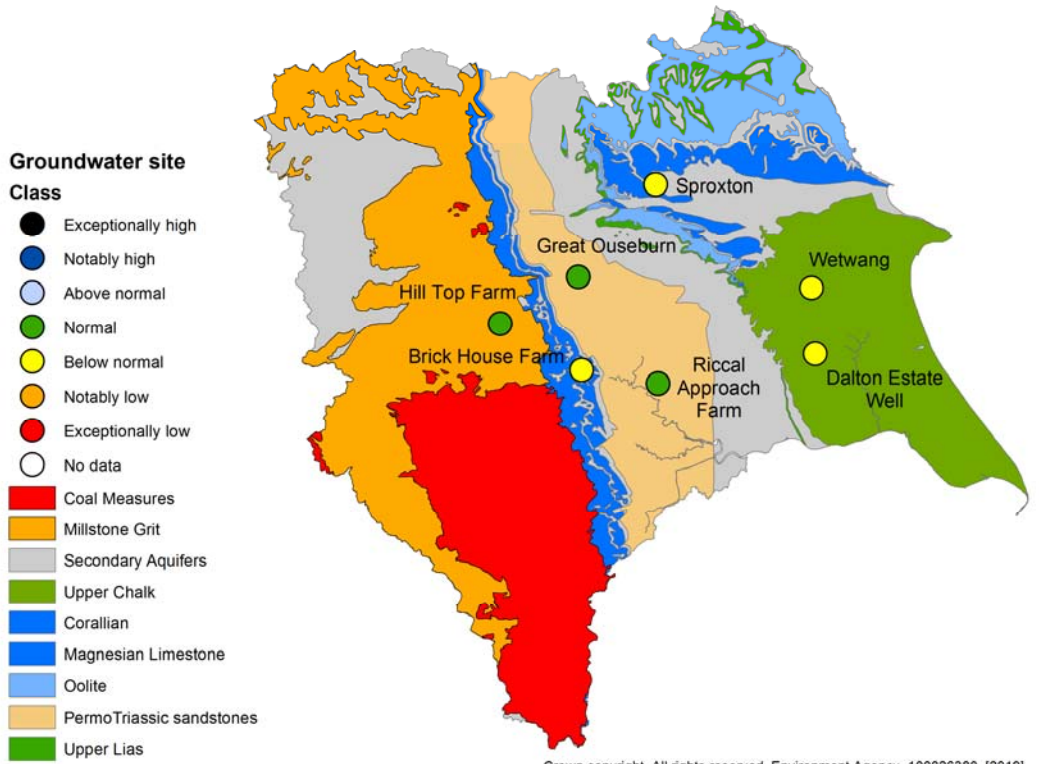 Groundwater site
Class
Exceptionally high
Notably high
Above normal
Normal
Below normal
Notably low
Exceptionally low
No data
Coal Measures
Millstone Grit
Secondary Aquifers
Upper Chalk
Corallian
Magnesian Limestone
Oolite
PermoTriassic sandstones
Upper Lias
Sproxton
Great Ouseburn
Wetwang
Hill Top Farm
Brick House Farm
Riccal
Approach
Farm
Dalton Estate
Well